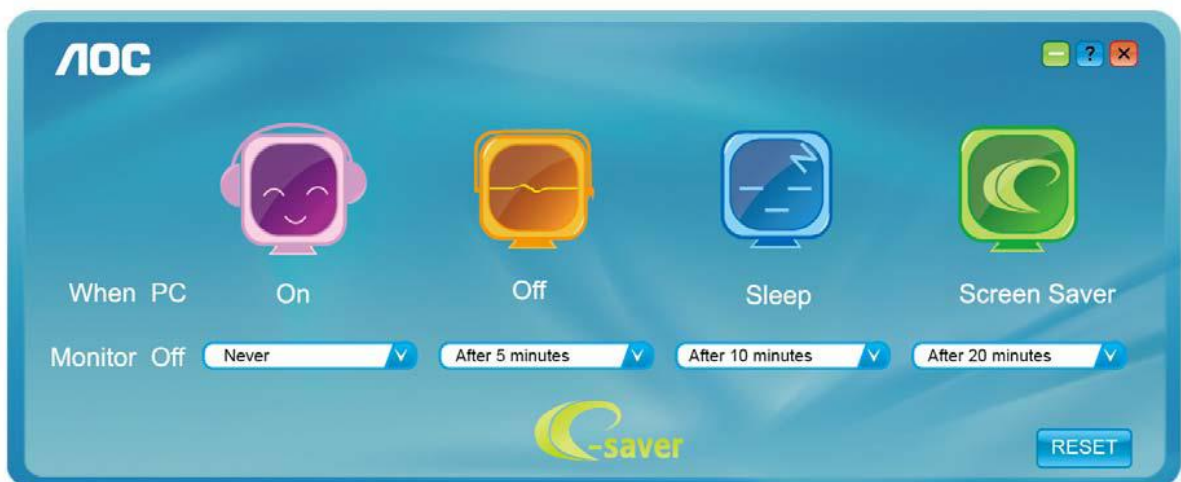 AOC
?
When PC On Off Sleep Screen Saver
Monitor Off Never After 5 minutes After 10 minutes After 20 minutes
e-saver
RESET